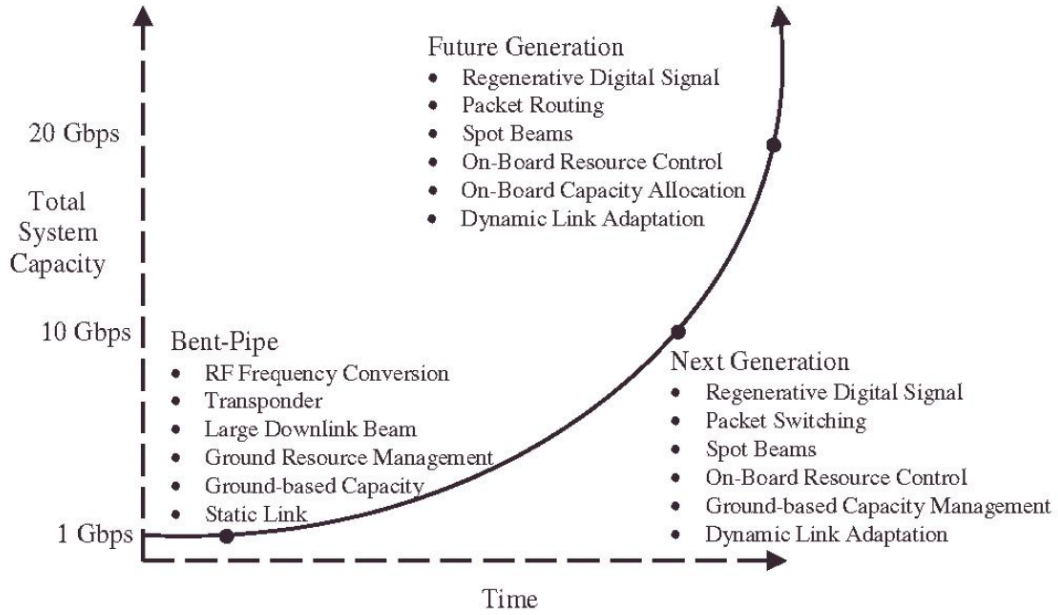 Future Generation
• Regenerative Digital Signal
• Packet Routing
• Spot Beams
• On-Board Resource Control
• On-Board Capacity Allocation
• Dynamic Link Adaptation
20 Gbps
Total
System
Capacity
10 Gbps
Bent-Pipe
• RF Frequency Conversion
• Transponder
• Large Downlink Beam
• Ground Resource Management
• Ground-based Capacity
• Static Link
Next Generation
• Regenerative Digital Signal
• Packet Switching
• Spot Beams
• On-Board Resource Control
• Ground-based Capacity Management
• Dynamic Link Adaptation
1 Gbps
Time